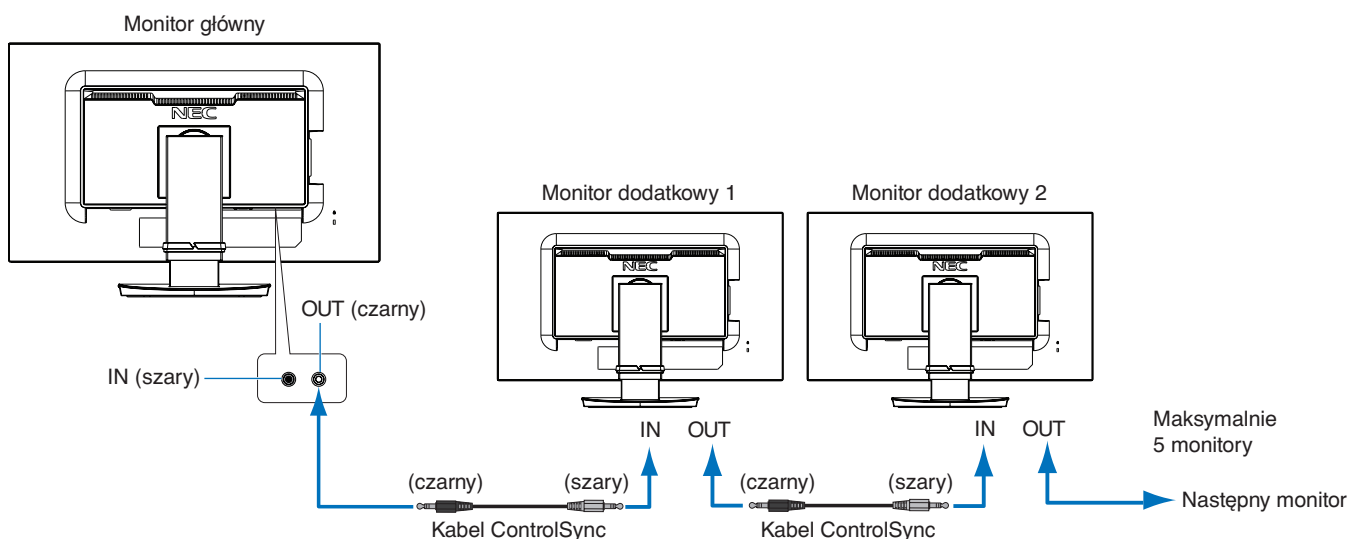 Monitor główny
NEC
Monitor dodatkowy 1
Monitor dodatkowy 2
NEC
NEC
OUT (czarny)
IN (szary)
IN
OUT
IN
OUT
Maksymalnie
5 monitory
(czarny)
(szary)
(czarny)
(szary)
Następny monitor
Kabel ControlSync
Kabel ControlSync